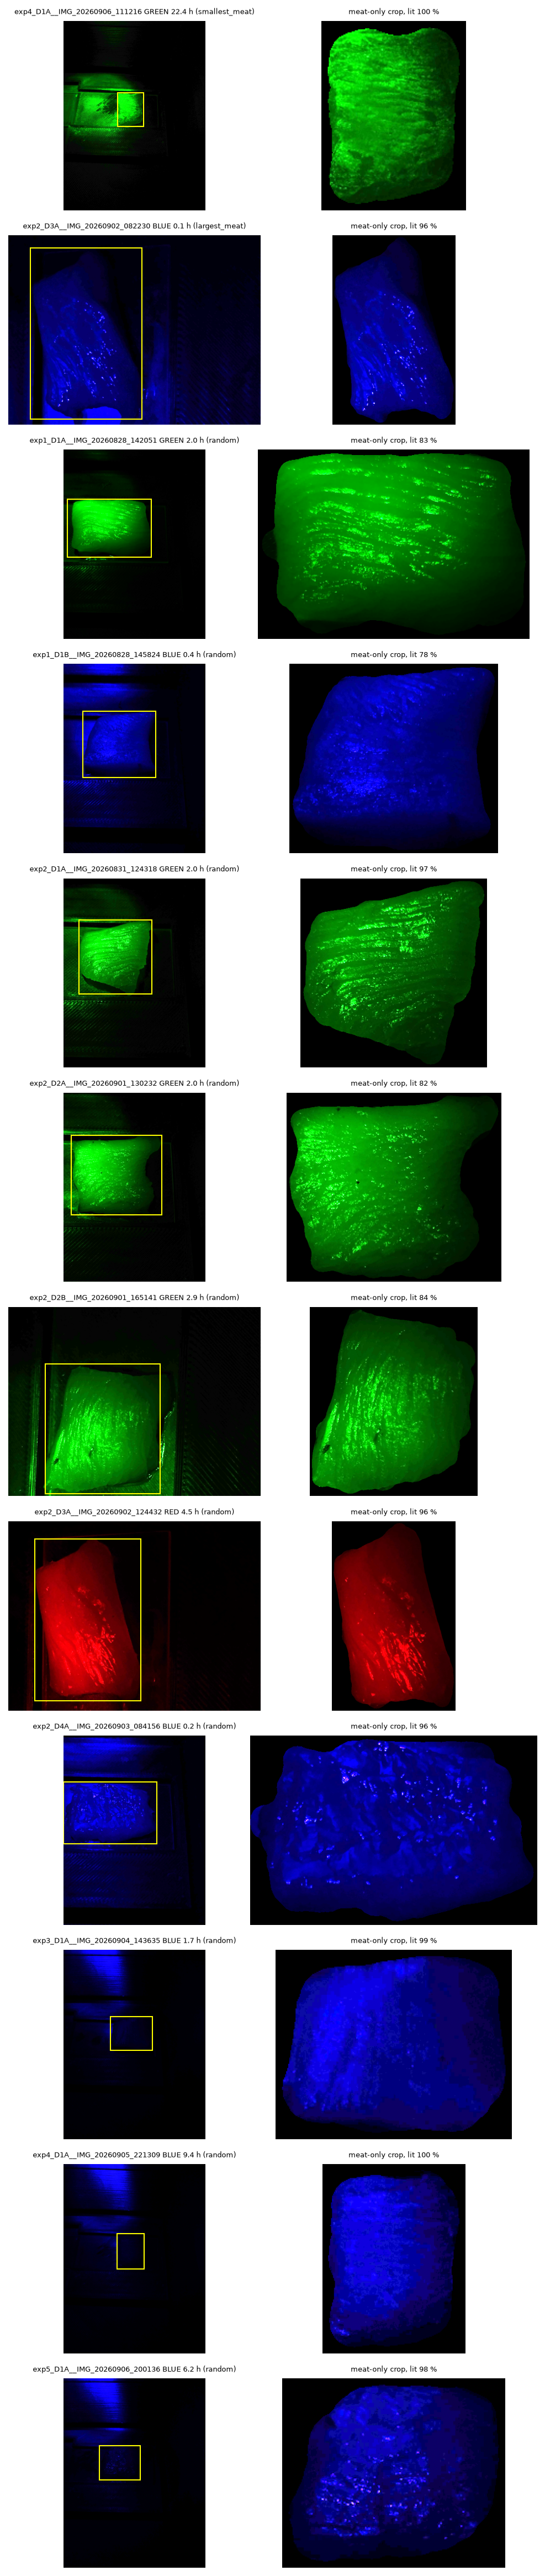 exp4_D1A__IMG_20260906_111216 GREEN 22.4 h (smallest_meat)
meat-only crop, lit 100 %
exp2_D3A__IMG_20260902_082230 BLUE 0.1 h (largest_meat)
meat-only crop, lit 96 %
exp1_D1A__IMG_20260828_142051 GREEN 2.0 h (random)
meat-only crop, lit 83 %
exp1_D1B__IMG_20260828_145824 BLUE 0.4 h (random)
meat-only crop, lit 78 %
exp2_D1A__IMG_20260831_124318 GREEN 2.0 h (random)
meat-only crop, lit 97 %
exp2_D2A__IMG_20260901_130232 GREEN 2.0 h (random)
meat-only crop, lit 82 %
exp2_D2B__IMG_20260901_165141 GREEN 2.9 h (random)
meat-only crop, lit 84 %
exp2_D3A__IMG_20260902_124432 RED 4.5 h (random)
meat-only crop, lit 96 %
exp2_D4A__IMG_20260903_084156 BLUE 0.2 h (random)
meat-only crop, lit 96 %
exp3_D1A__IMG_20260904_143635 BLUE 1.7 h (random)
meat-only crop, lit 99 %
exp4_D1A__IMG_20260905_221309 BLUE 9.4 h (random)
meat-only crop, lit 100 %
exp5_D1A__IMG_20260906_200136 BLUE 6.2 h (random)
meat-only crop, lit 98 %